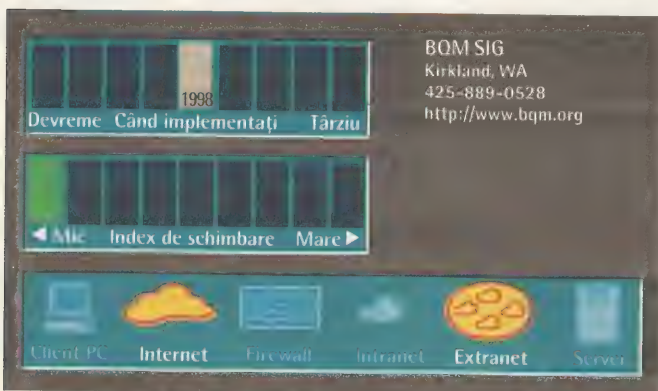 BQM SIG
Kirkland, WA
425-889-0528
http://www.bqm.org
1998
Devreme Când implementați Târziu
◄ Mic Index de schimbare Mare ►
Client PC Internet Firewall Intranet Extranet Server